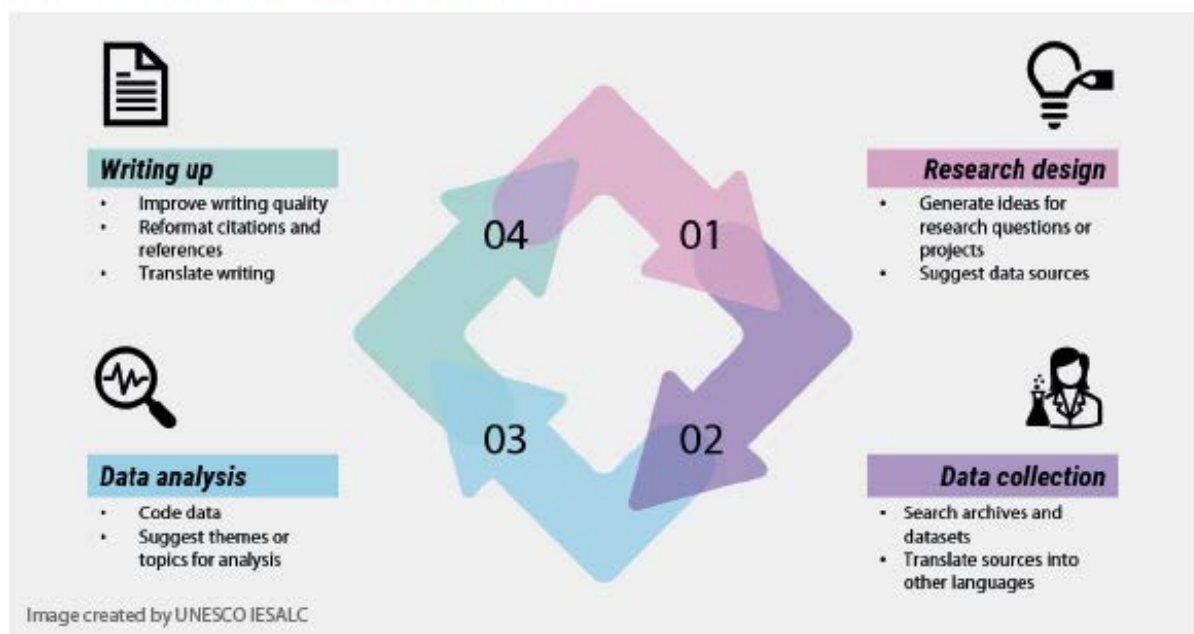 Writing up
• Improve writing quality
• Reformat citations and
references
• Translate writing
04
01
Research design
• Generate ideas for
research questions or
projects
• Suggest data sources
Data analysis
• Code data
• Suggest themes or
topics for analysis
03
02
Data collection
• Search archives and
datasets
• Translate sources into
other languages
Image created by UNESCO IESALC